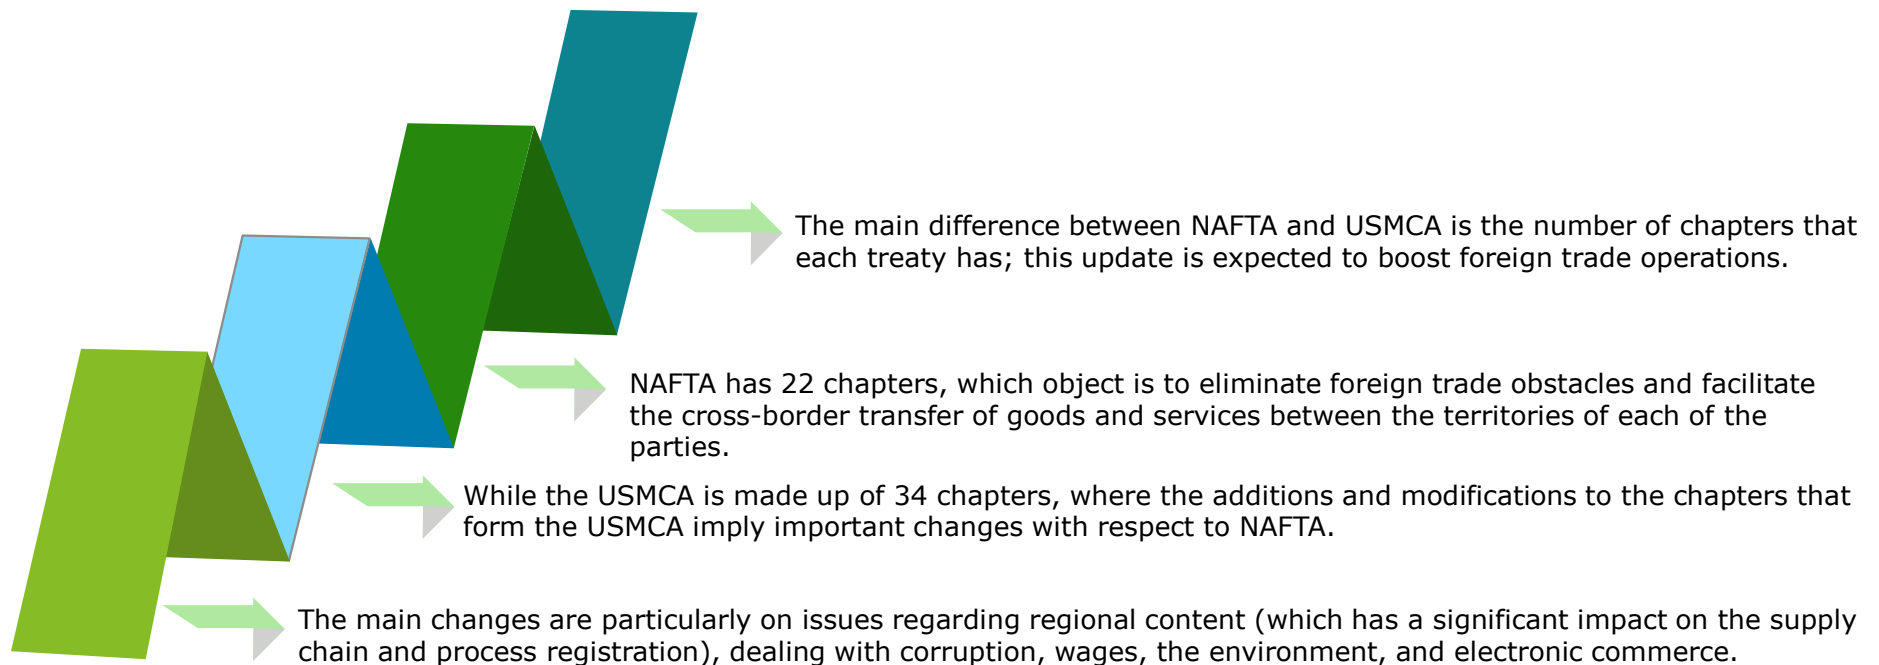 The main difference between NAFTA and USMCA is the number of chapters that
each treaty has; this update is expected to boost foreign trade operations.
NAFTA has 22 chapters, which object is to eliminate foreign trade obstacles and facilitate
the cross-border transfer of goods and services between the territories of each of the
parties.
While the USMCA is made up of 34 chapters, where the additions and modifications to the chapters that
form the USMCA imply important changes with respect to NAFTA.
The main changes are particularly on issues regarding regional content (which has a significant impact on the supply
chain and process registration), dealing with corruption, wages, the environment, and electronic commerce.